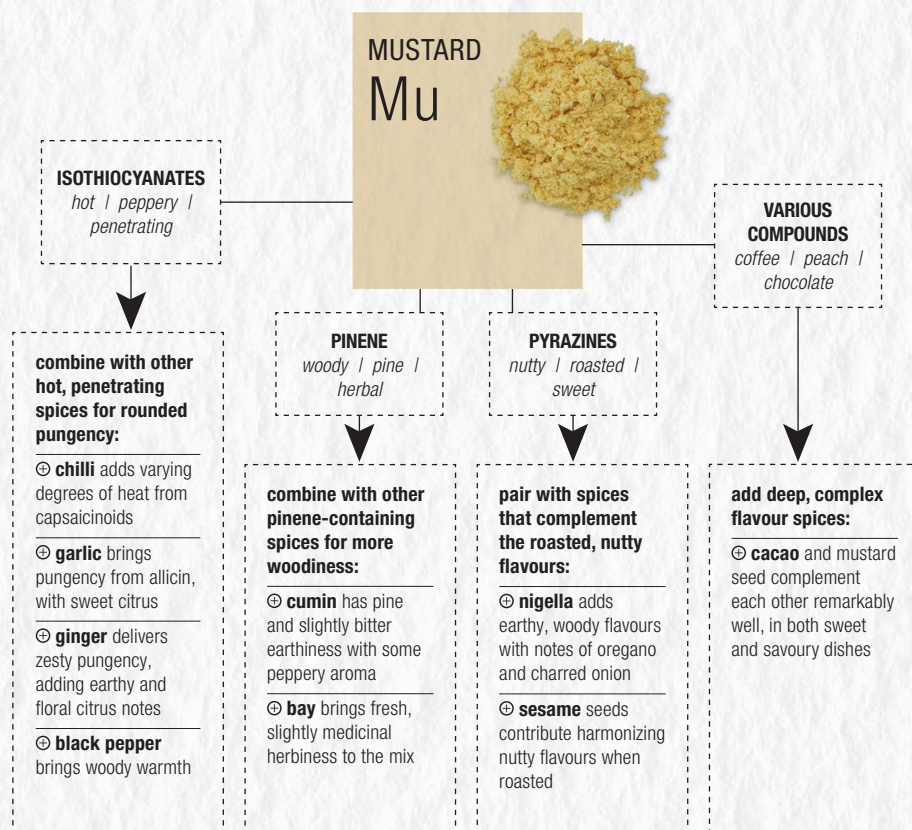 MUSTARD
Mu
ISOTHIOCYANATES
hot | peppery |
penetrating
combine with other
hot, penetrating
spices for rounded
pungency:
⊕ chilli adds varying
degrees of heat from
capsaicinoids
⊕ garlic brings
pungency from allicin,
with sweet citrus
⊕ ginger delivers
zesty pungency,
adding earthy and
floral citrus notes
⊕ black pepper
brings woody warmth
PINENE
woody | pine |
herbal
combine with other
pinene-containing
spices for more
woodiness:
⊕ cumin has pine
and slightly bitter
earthiness with some
peppery aroma
⊕ bay brings fresh,
slightly medicinal
herbiness to the mix
PYRAZINES
nutty | roasted |
sweet
pair with spices
that complement
the roasted, nutty
flavours:
⊕ nigella adds
earthy, woody flavours
with notes of oregano
and charred onion
⊕ sesame seeds
contribute harmonizing
nutty flavours when
roasted
VARIOUS
COMPOUNDS
coffee | peach |
chocolate
add deep, complex
flavour spices:
⊕ cacao and mustard
seed complement
each other remarkably
well, in both sweet
and savoury dishes